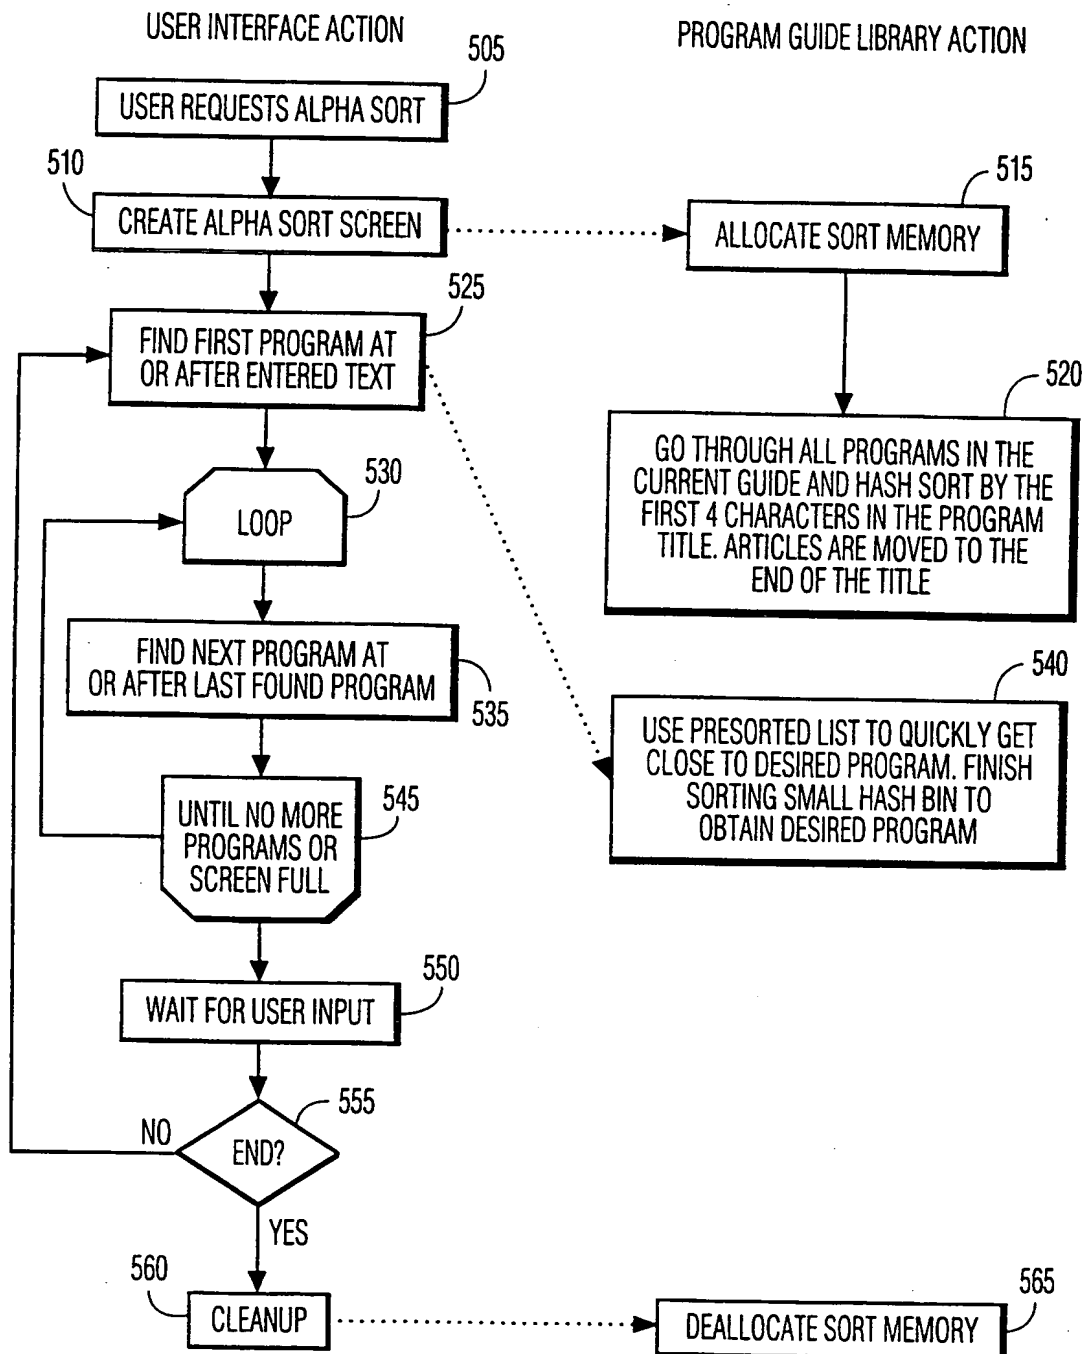 USER INTERFACE ACTION
PROGRAM GUIDE LIBRARY ACTION
505
USER REQUESTS ALPHA SORT
510
CREATE ALPHA SORT SCREEN
515
ALLOCATE SORT MEMORY
525
FIND FIRST PROGRAM AT
OR AFTER ENTERED TEXT
520
GO THROUGH ALL PROGRAMS IN THE
CURRENT GUIDE AND HASH SORT BY THE
FIRST 4 CHARACTERS IN THE PROGRAM
TITLE. ARTICLES ARE MOVED TO THE
END OF THE TITLE
530
LOOP
FIND NEXT PROGRAM AT
OR AFTER LAST FOUND PROGRAM
535
540
USE PRESORTED LIST TO QUICKLY GET
CLOSE TO DESIRED PROGRAM. FINISH
SORTING SMALL HASH BIN TO
OBTAIN DESIRED PROGRAM
545
UNTIL NO MORE
PROGRAMS OR
SCREEN FULL
550
WAIT FOR USER INPUT
555
NO
END?
YES
560
CLEANUP
565
DEALLOCATE SORT MEMORY